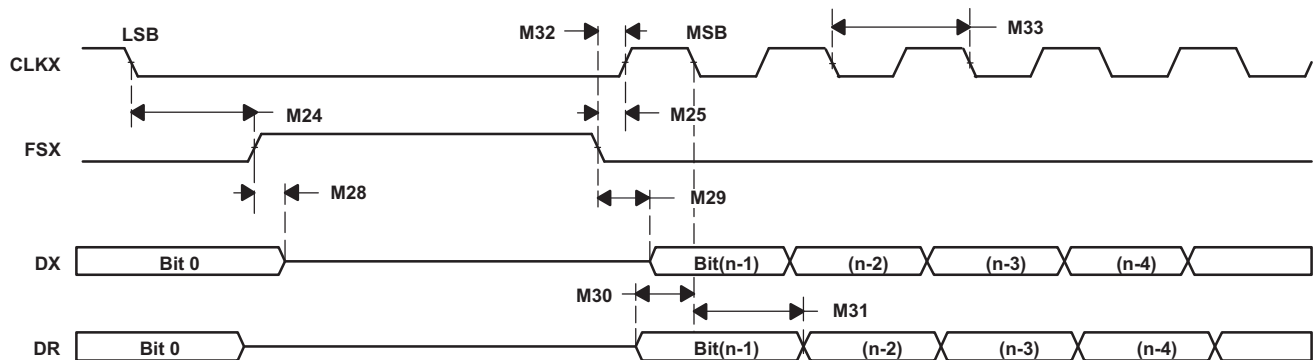 LSB M32 MSB M33
CLKX
M24 M25
FSX
M28 M29
DX Bit 0 Bit(n-1) (n-2) (n-3) (n-4)
M30 M31
DR Bit 0 Bit(n-1) (n-2) (n-3) (n-4)